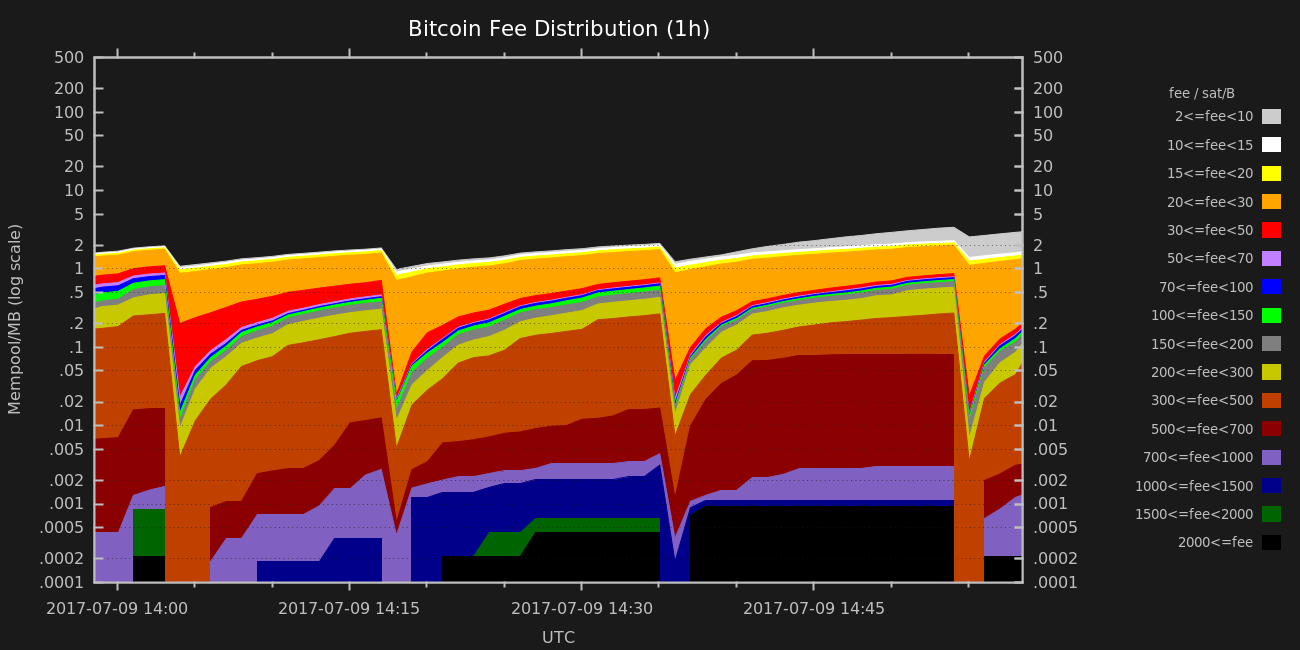 Bitcoin Fee Distribution (1h)
Mempool/MB (log scale)
500
200
100
50
20
10
5
2
1
.5
.2
.1
.05
.02
.01
.005
.002
.001
.0005
.0002
.0001
500
200
100
50
20
10
5
2
1
.5
.2
.1
.05
.02
.01
.005
.002
.001
.0005
.0002
.0001
fee / sat/B
2<=fee<10
10<=fee<15
15<=fee<20
20<=fee<30
30<=fee<50
50<=fee<70
70<=fee<100
100<=fee<150
150<=fee<200
200<=fee<300
300<=fee<500
500<=fee<700
700<=fee<1000
1000<=fee<1500
1500<=fee<2000
2000<=fee
2017-07-09 14:00 2017-07-09 14:15 2017-07-09 14:30 2017-07-09 14:45
UTC